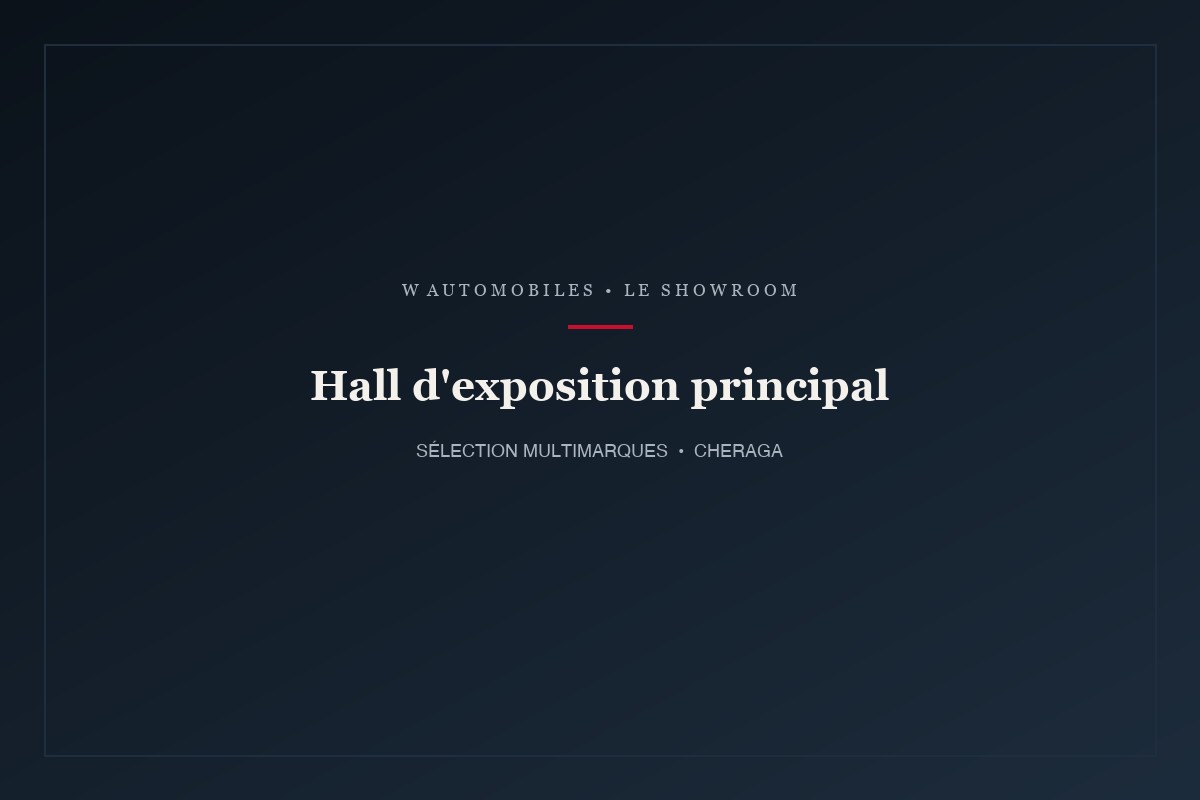 W AUTOMOBILES • LE SHOWROOM
Hall d'exposition principal
SÉLECTION MULTIMARQUES • CHERAGA